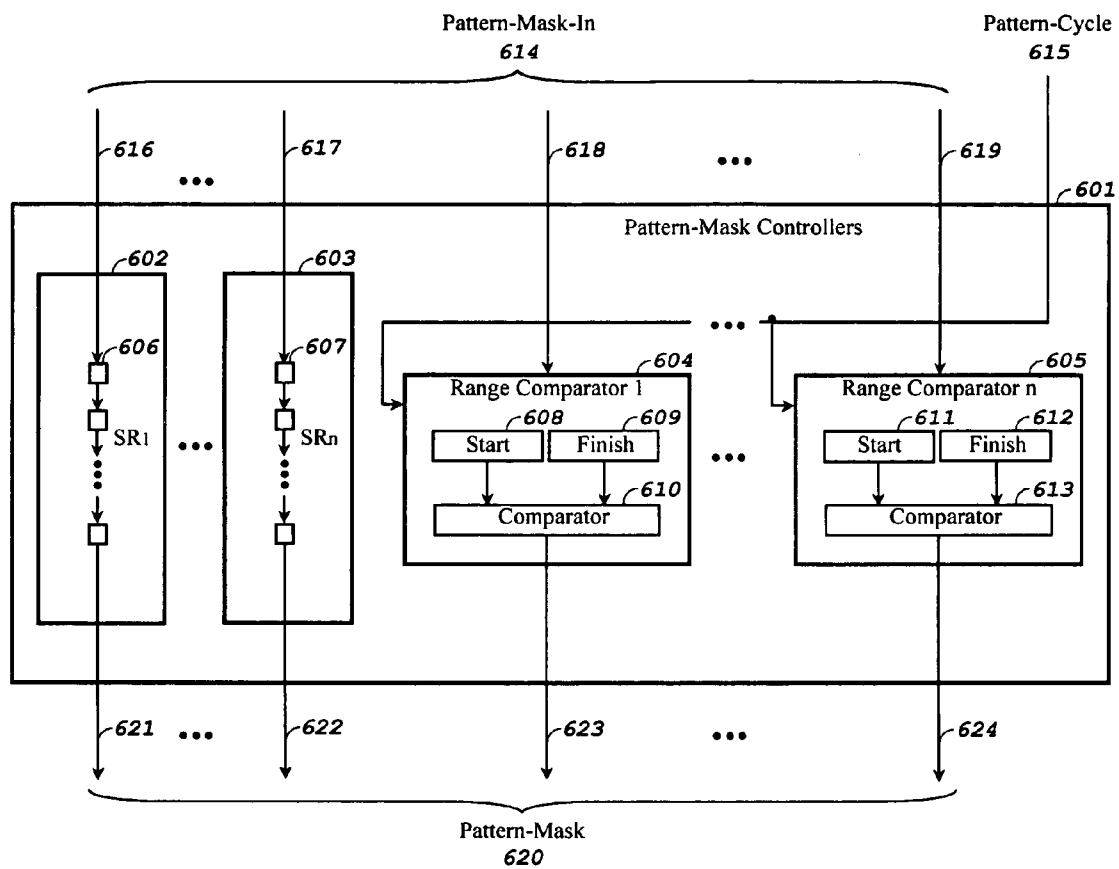 Pattern-Mask-In
614
Pattern-Cycle
615
616
617
618
619
601
Pattern-Mask Controllers
602
603
606
607
SR1
SRn
604
Range Comparator 1
608
609
Start
Finish
610
Comparator
605
Range Comparator n
611
612
Start
Finish
613
Comparator
621
622
623
624
Pattern-Mask
620